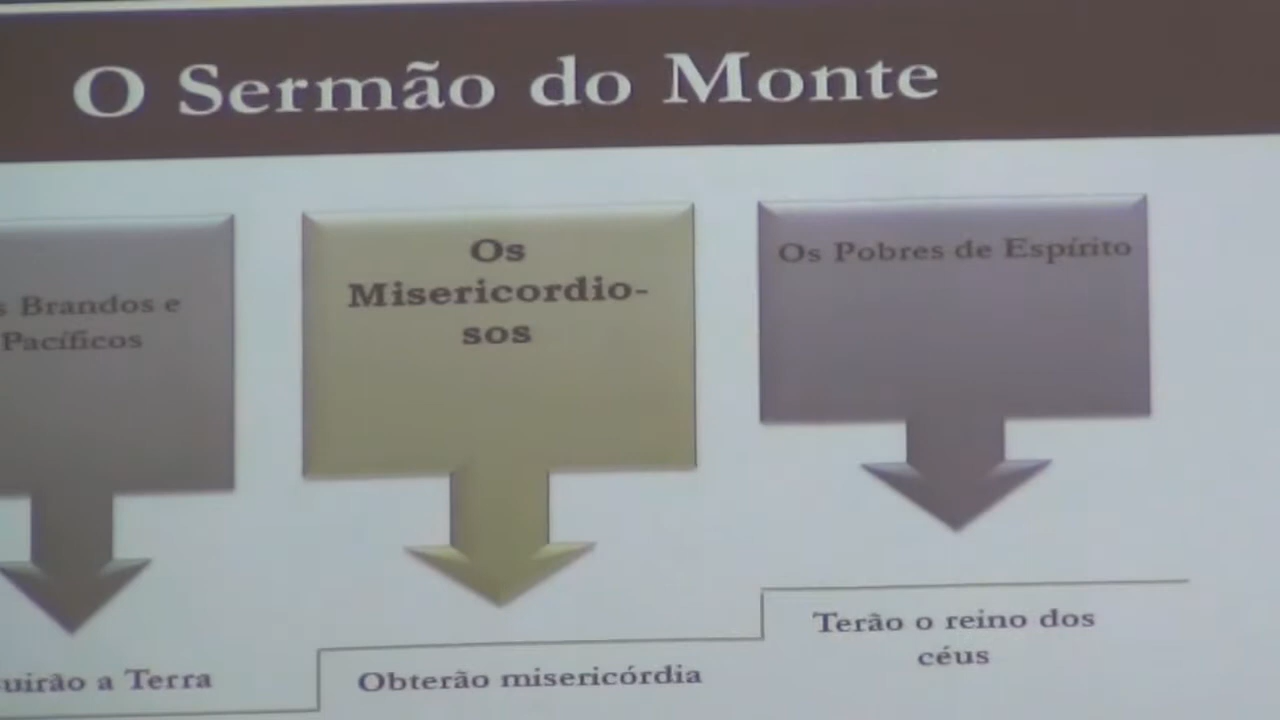 O Sermão do Monte
Brandos e
Pacíficos
Os
Misericordio-
sos
Os Pobres de Espírito
a Terra
Obterão misericórdia
Terão o reino dos
céus